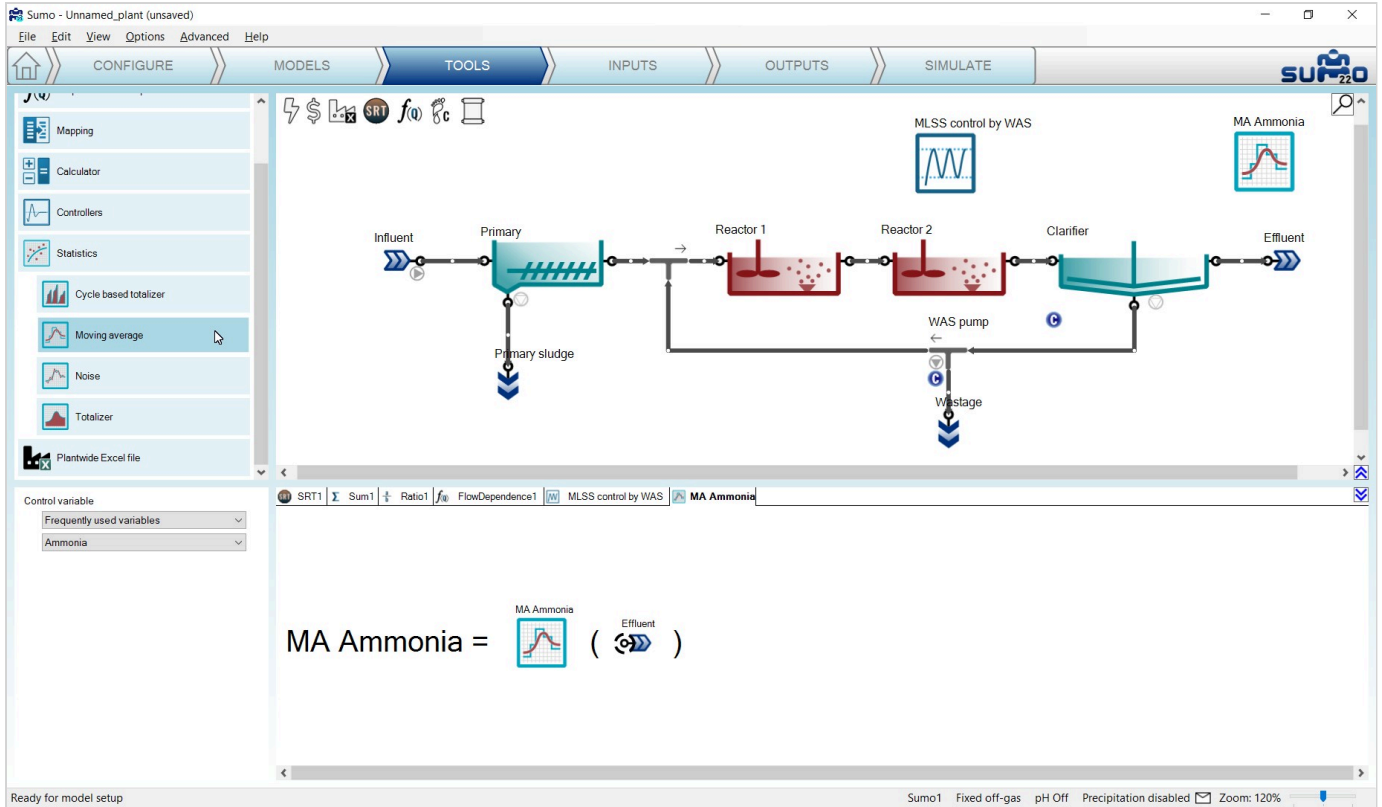 Sumo - Unnamed_plant (unsaved)
File Edit View Options Advanced Help
CONFIGURE MODELS TOOLS INPUTS OUTPUTS SIMULATE
SUMO 22
Mapping
Calculator
Controllers
Statistics
Cycle based totalizer
Moving average
Noise
Totalizer
Plantwide Excel file
$ SRT f(Q) C
MLSS control by WAS
MA Ammonia
Influent
Primary
Reactor 1
Reactor 2
Clarifier
Effluent
WAS pump
C
C
Primary sludge
Wastage
Control variable
Frequently used variables
Ammonia
SRT1 Σ Sum1 Ratio1 f(Q) FlowDependence1 MLSS control by WAS MA Ammonia
MA Ammonia
Effluent
MA Ammonia = ( )
Ready for model setup
Sumo1 Fixed off-gas pH Off Precipitation disabled Zoom: 120%